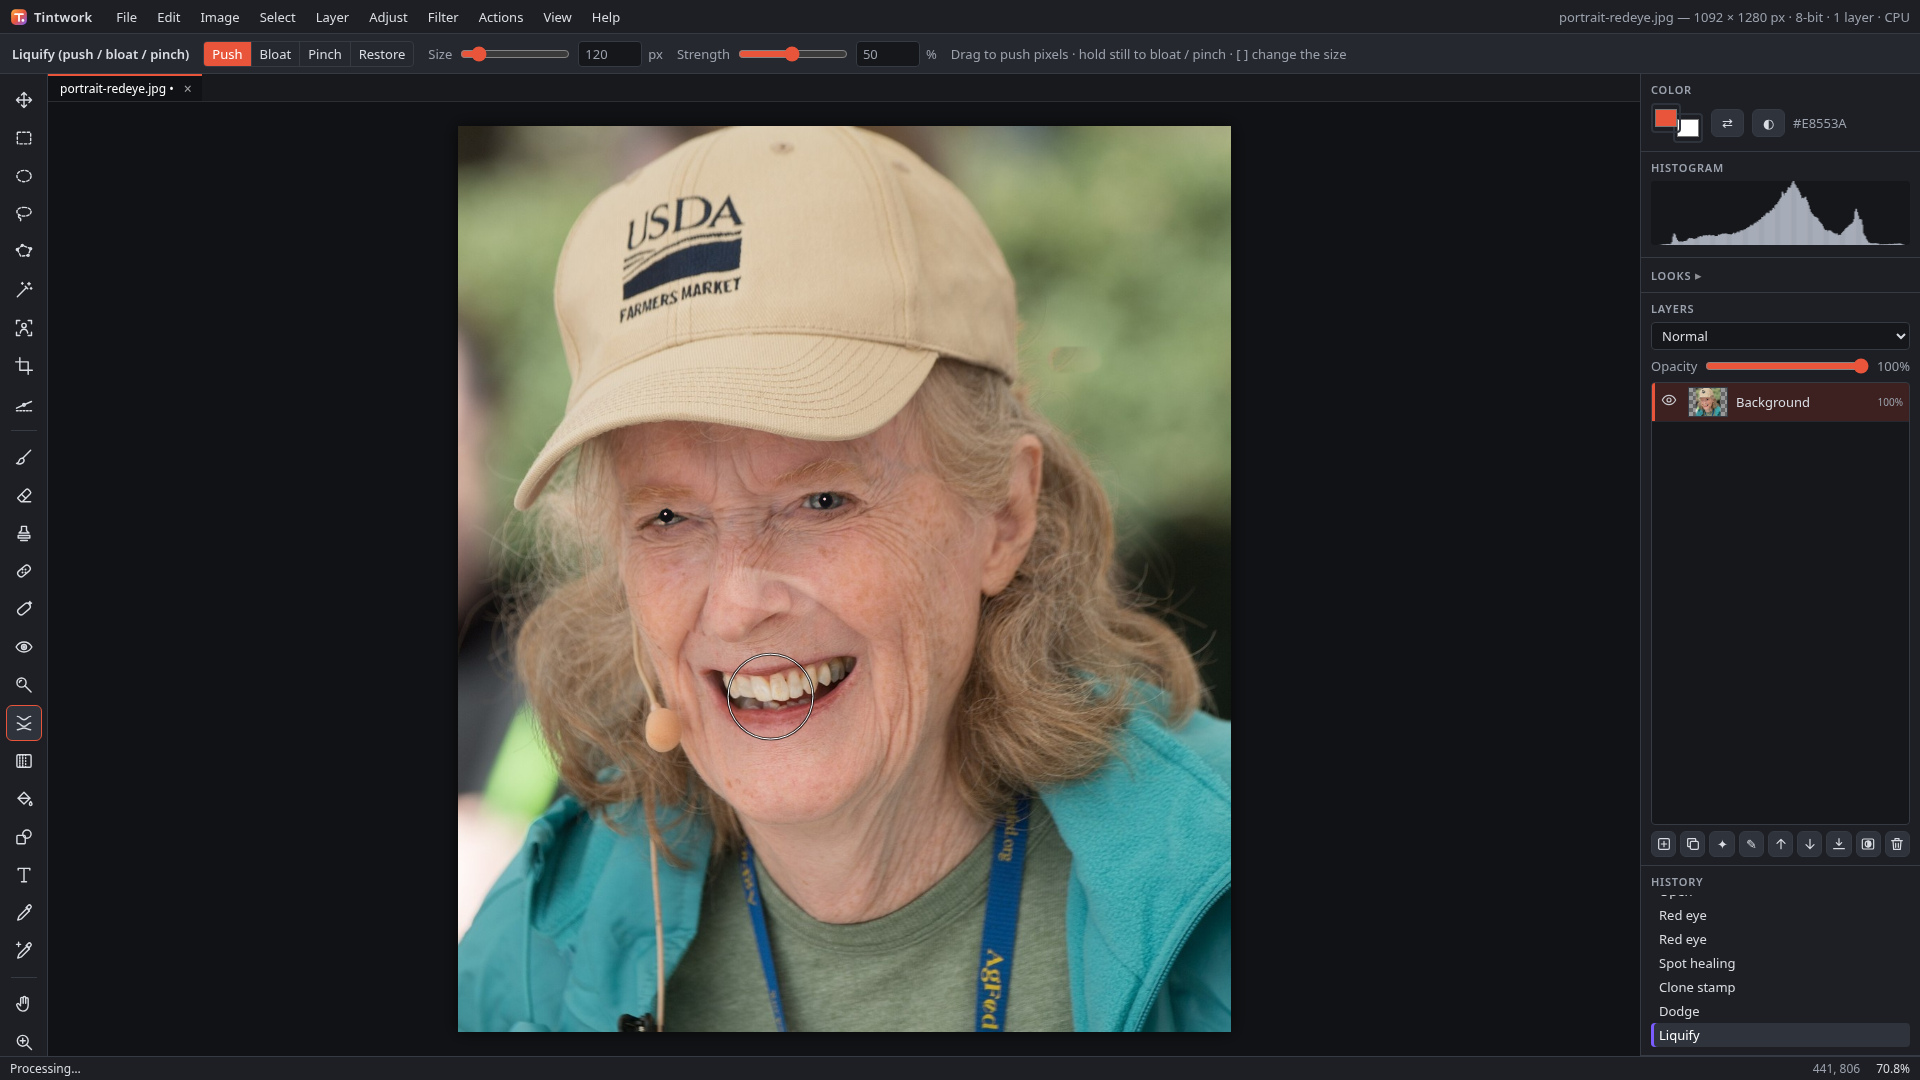 Tintwork File Edit Image Select Layer Adjust Filter Actions View Help portrait-redeye.jpg — 1092 × 1280 px · 8-bit · 1 layer · CPU
Liquify (push / bloat / pinch) Push Bloat Pinch Restore Size 120 px Strength 50 % Drag to push pixels · hold still to bloat / pinch · [ ] change the size
portrait-redeye.jpg • ×
COLOR
#E8553A
HISTOGRAM
LOOKS ▸
LAYERS
Normal
Opacity 100%
Background 100%
USDA
FARMERS MARKET
AgFed
HISTORY
Open
Red eye
Red eye
Spot healing
Clone stamp
Dodge
Liquify
Processing... 441, 806 70.8%